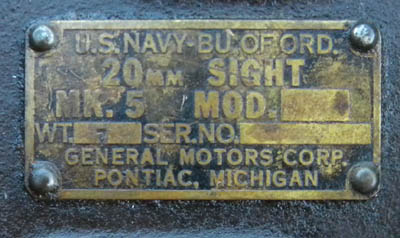 U.S. NAVY-BU. OF ORD.
20MM SIGHT
MK. 5 MOD.
WT. SER. NO.
GENERAL MOTORS CORP.
PONTIAC, MICHIGAN